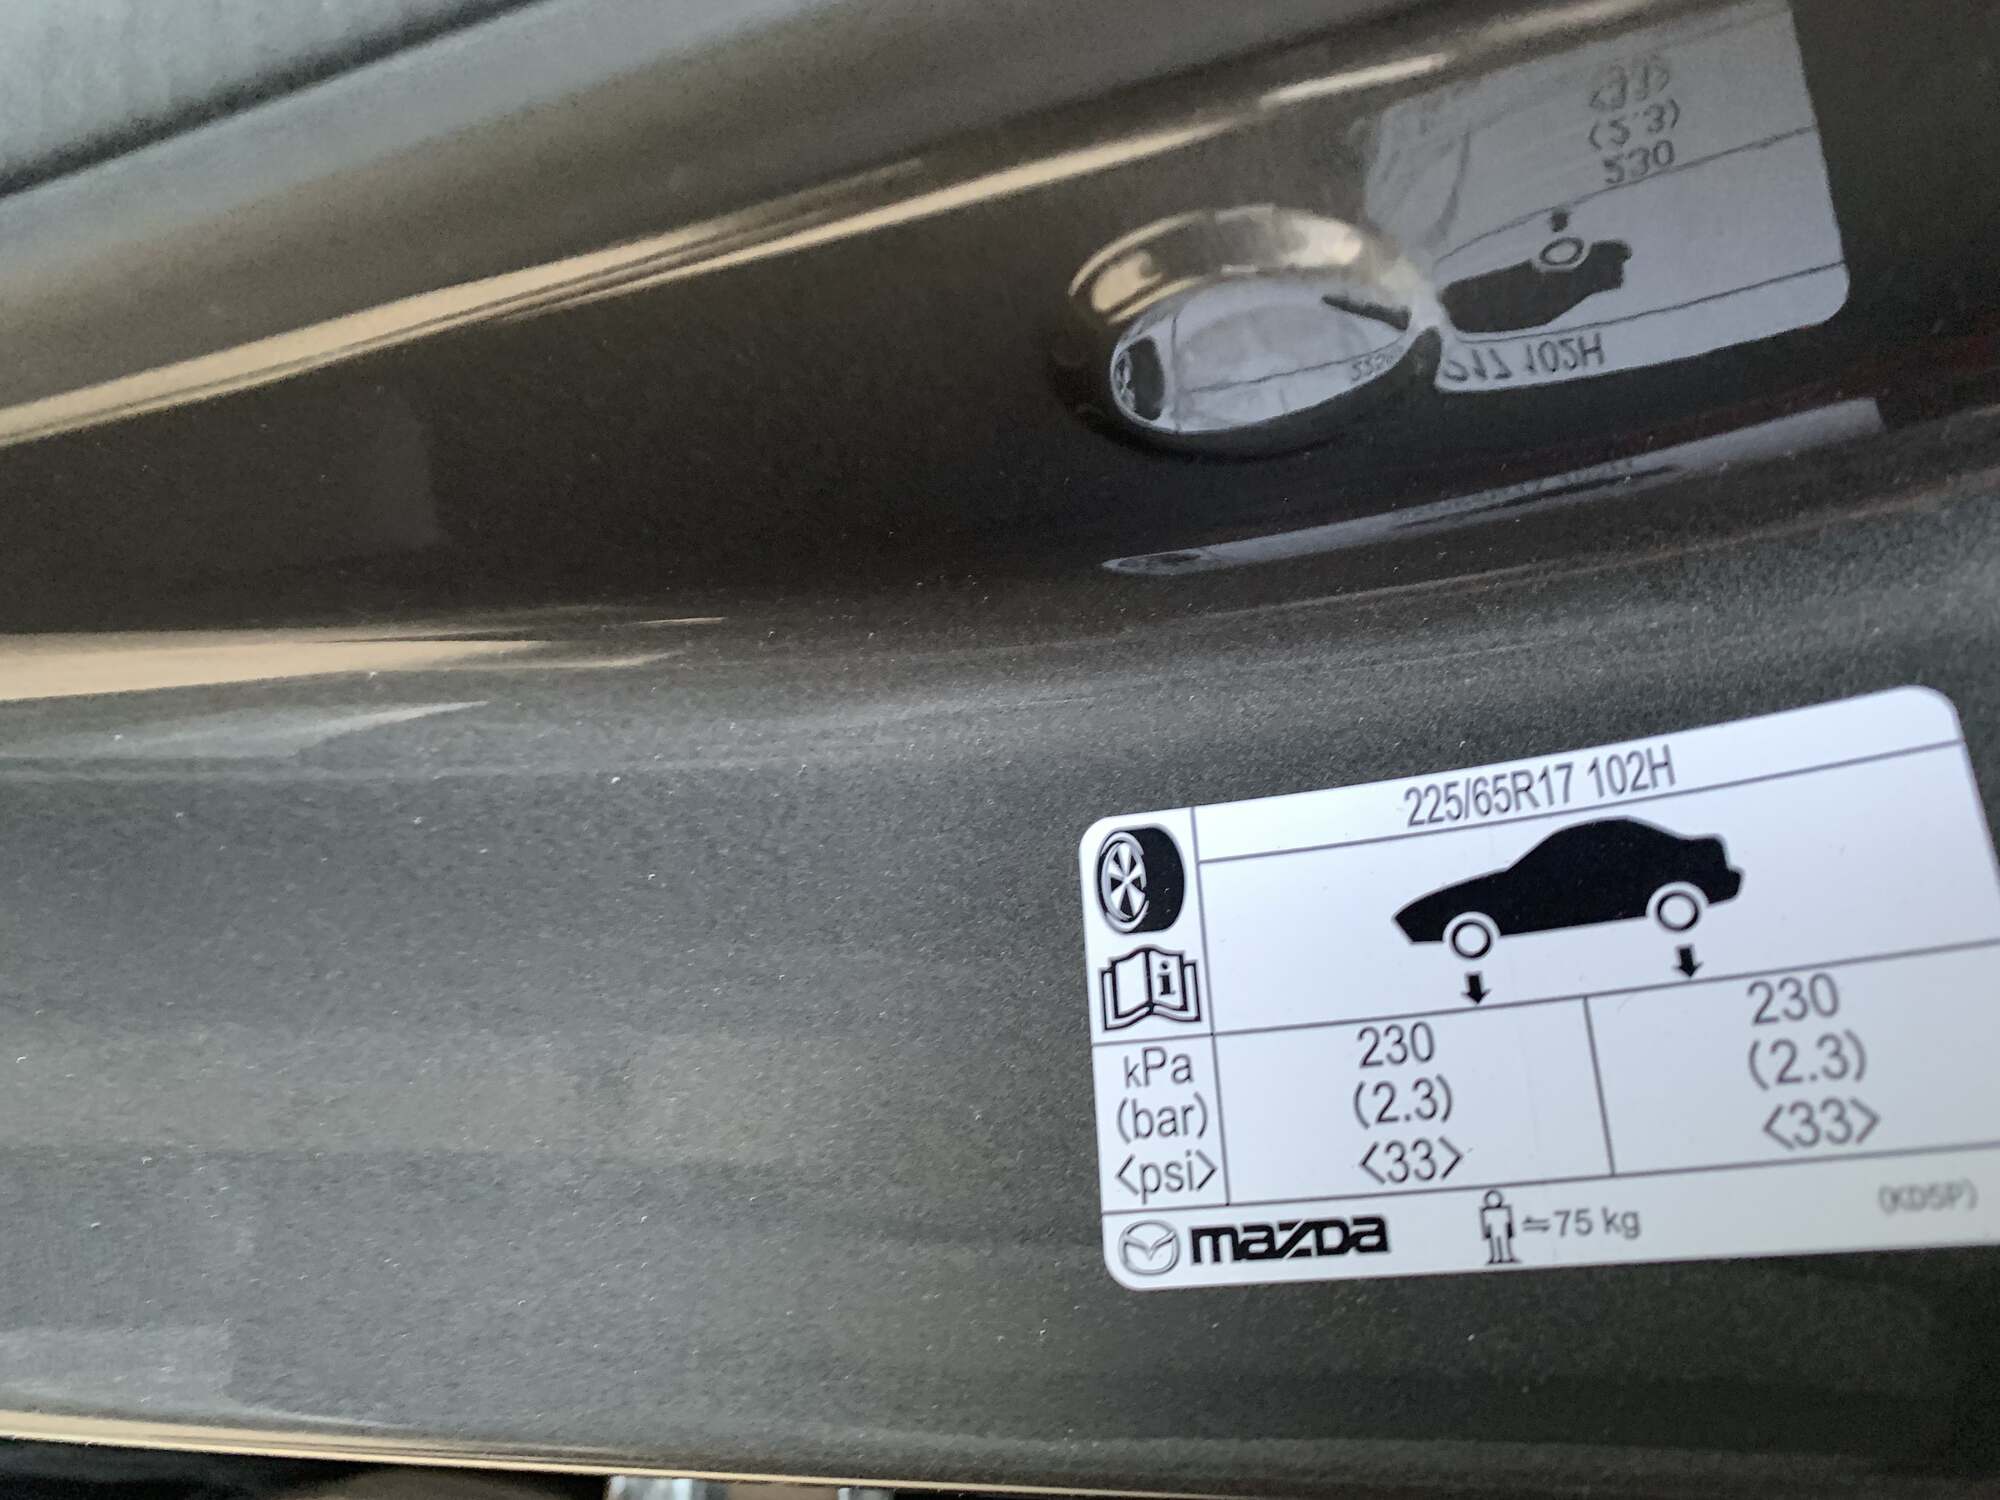 225/65R17 102H
kPa 230 230
(bar) (2.3) (2.3)
<psi> <33> <33>
mazda ≒75 kg (KD5P)